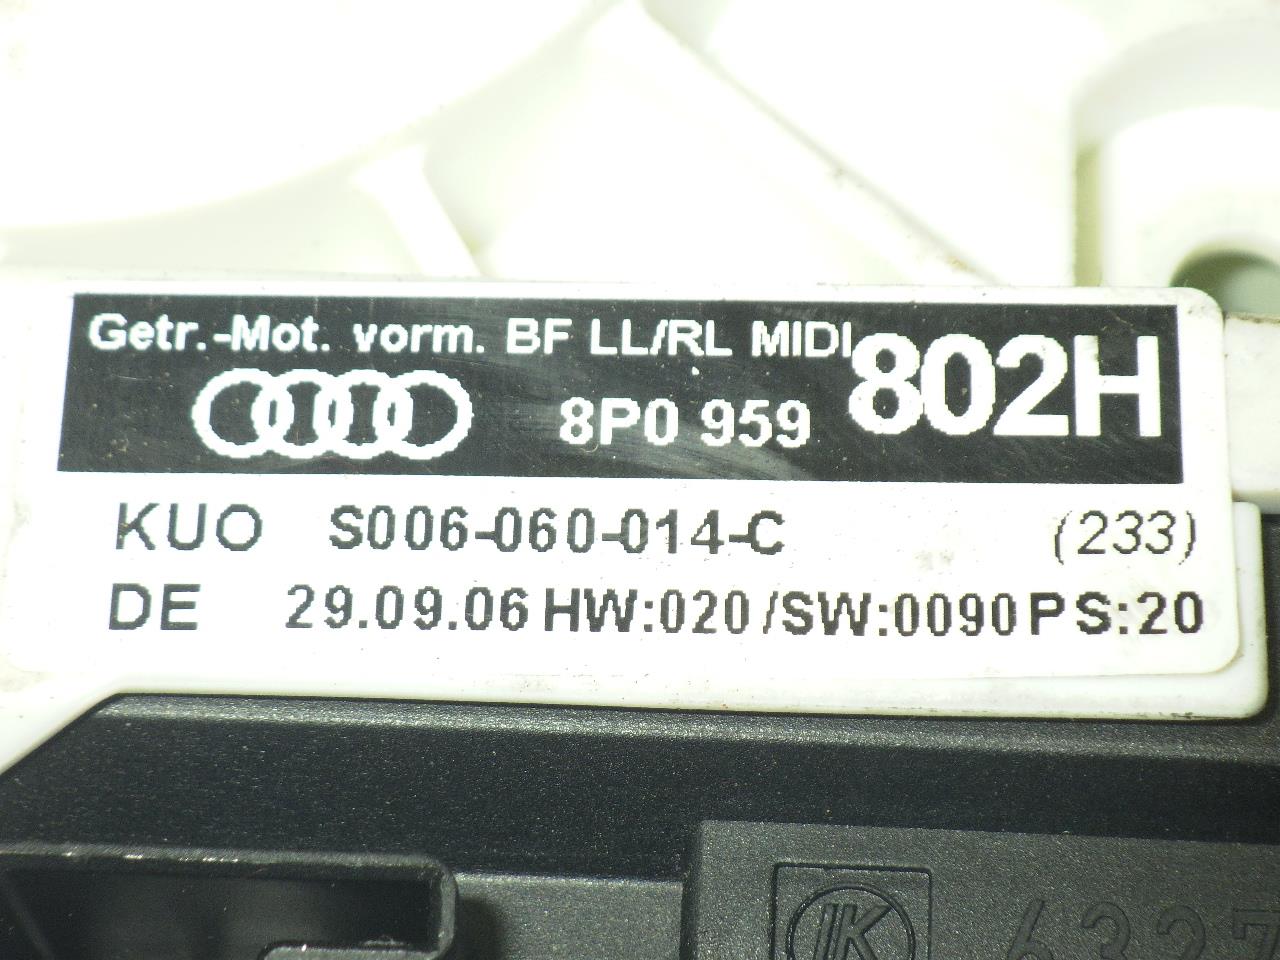 Getr.-Mot. vorm. BF LL/RL MIDI
8P0 959 802H
KUO S006-060-014-C (233)
DE 29.09.06 HW:020/SW:0090 PS:20
K 6327